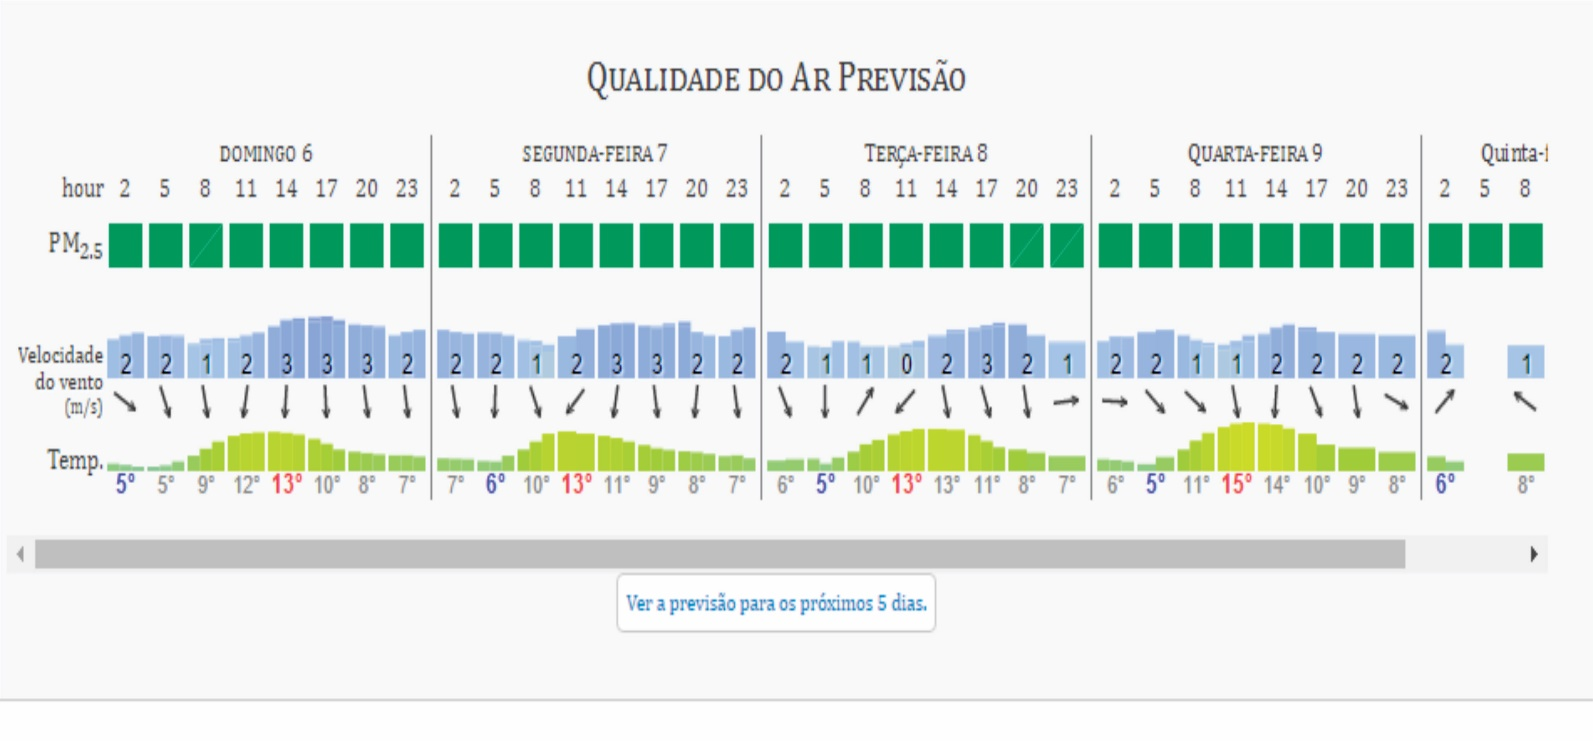 Qualidade do Ar Previsão
DOMINGO 6 SEGUNDA-FEIRA 7 TERÇA-FEIRA 8 QUARTA-FEIRA 9 Quinta-f
hour 2 5 8 11 14 17 20 23 2 5 8 11 14 17 20 23 2 5 8 11 14 17 20 23 2 5 8 11 14 17 20 23 2 5 8
PM2.5
Velocidade
do vento
(m/s)
2 2 1 2 3 3 3 2 2 2 1 2 3 3 2 2 2 1 1 0 2 3 2 1 2 2 1 1 2 2 2 2 2 1
Temp.
5° 5° 9° 12° 13° 10° 8° 7° 7° 6° 10° 13° 11° 9° 8° 7° 6° 5° 10° 13° 13° 11° 8° 7° 6° 5° 11° 15° 14° 10° 9° 8° 6° 8°
Ver a previsão para os próximos 5 dias.